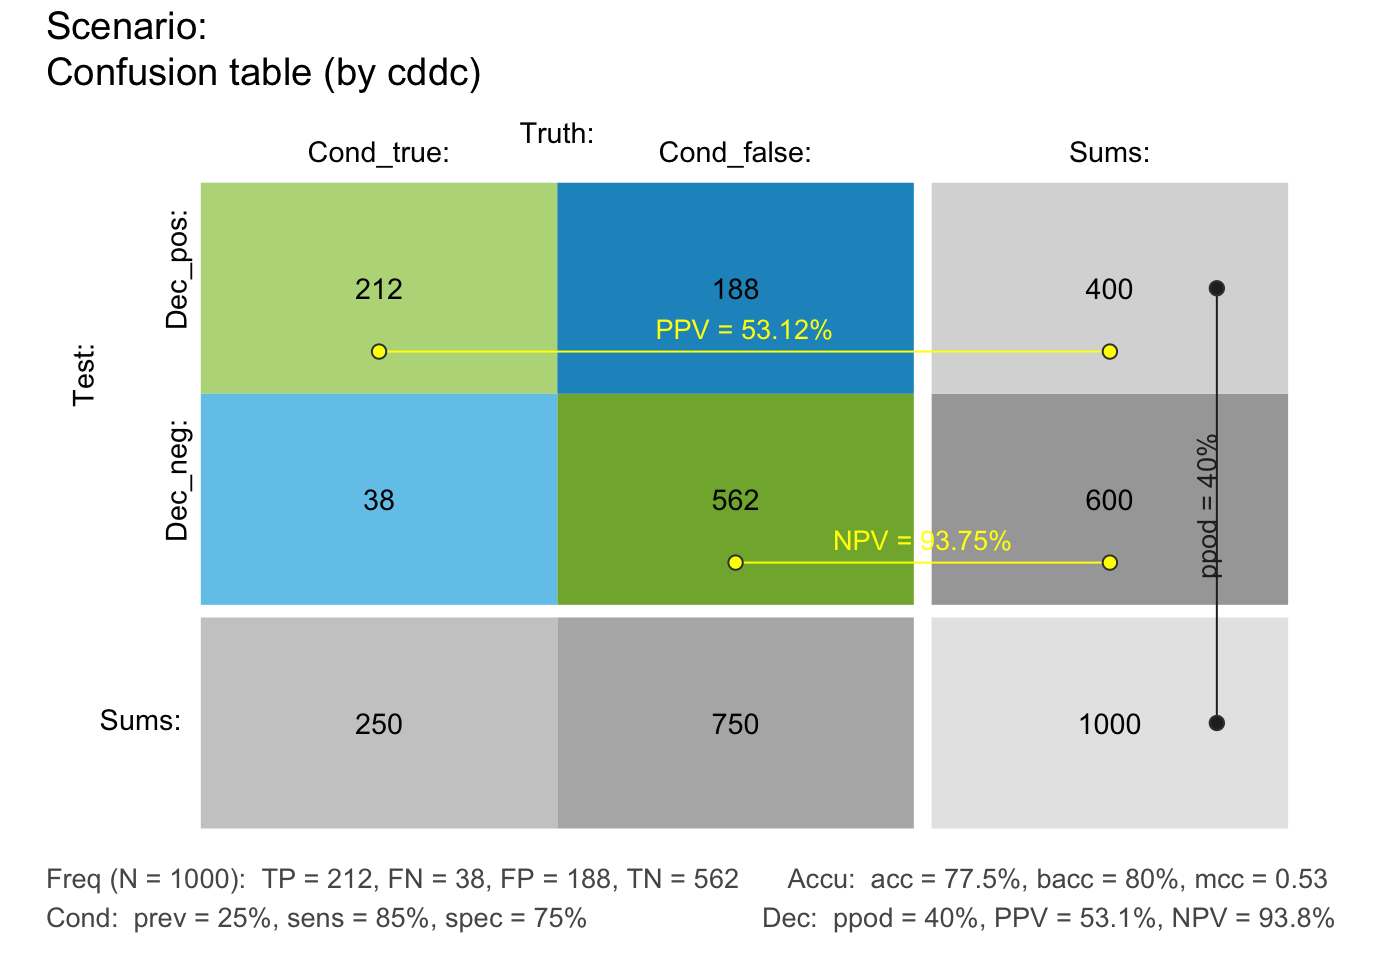 Scenario:
Confusion table (by cddc)
Truth:
Cond_true:
Cond_false:
Sums:
Test:
Dec_pos:
212
188
400
PPV = 53.12%
Dec_neg:
38
562
600
NPV = 93.75%
ppod = 40%
Sums:
250
750
1000
Freq (N = 1000):  TP = 212, FN = 38, FP = 188, TN = 562
Accu:  acc = 77.5%, bacc = 80%, mcc = 0.53
Cond:  prev = 25%, sens = 85%, spec = 75%
Dec:  ppod = 40%, PPV = 53.1%, NPV = 93.8%